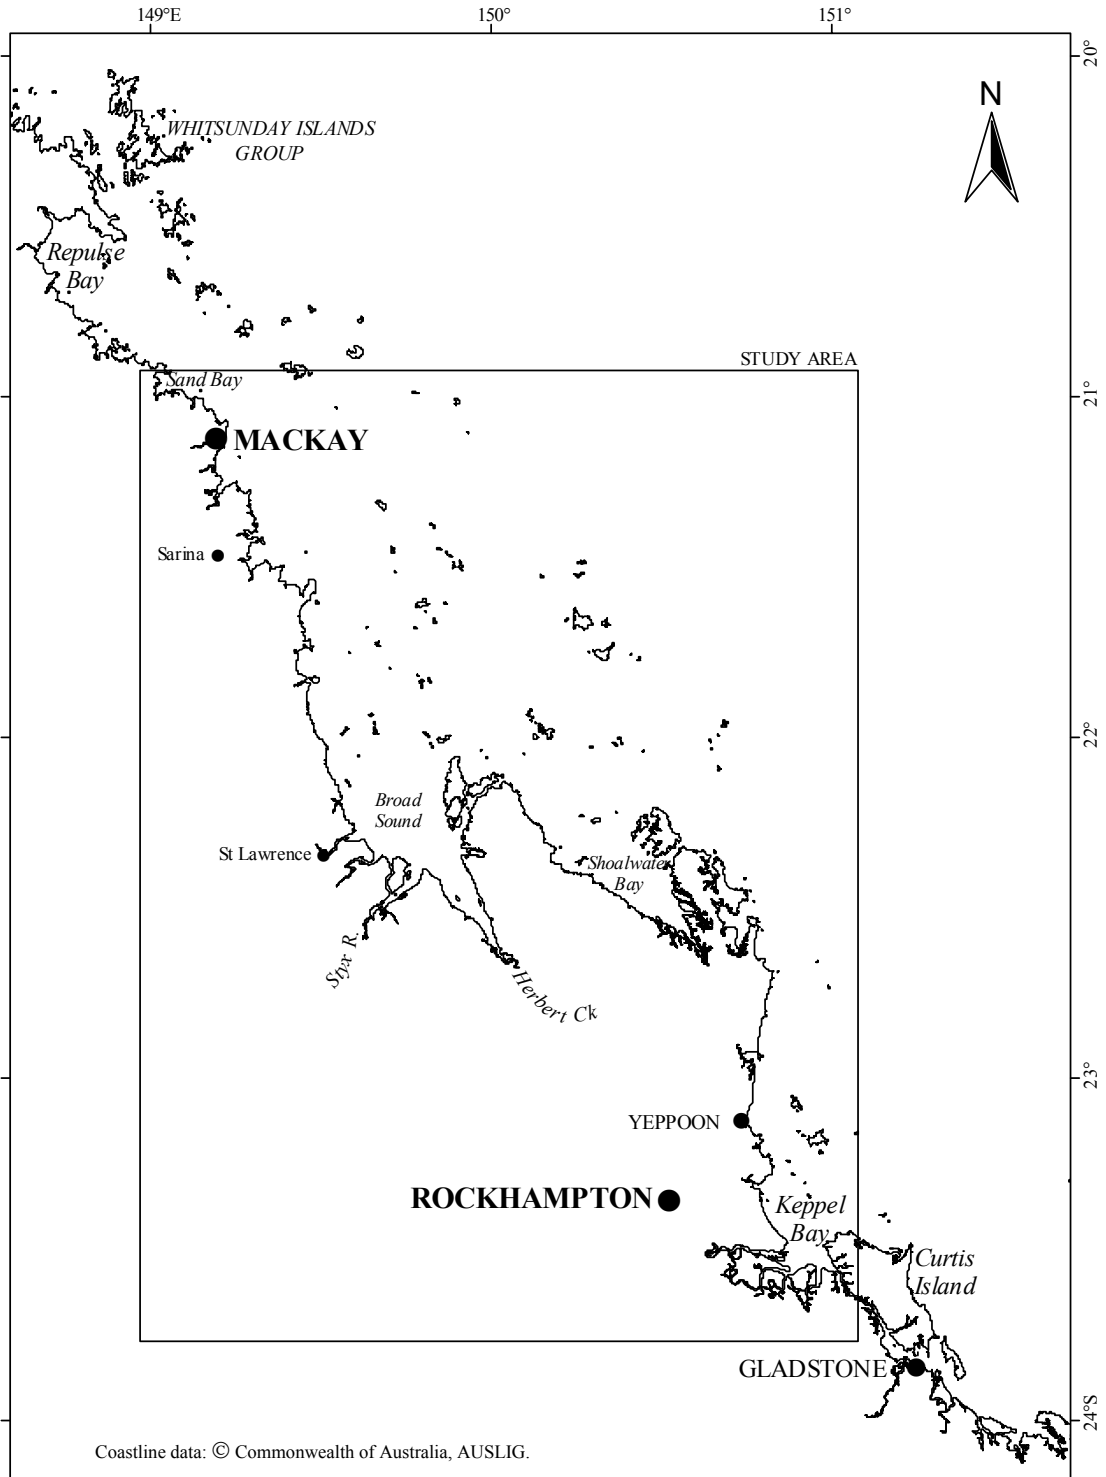 149°E
150°
151°
20°
N
WHITSUNDAY ISLANDS
GROUP
Repulse
Bay
STUDY AREA
Sand Bay
21°
MACKAY
Sarina
22°
Broad
Sound
St Lawrence
Shoalwater
Bay
Styx R.
Herbert Ck
23°
YEPPOON
ROCKHAMPTON
Keppel
Bay
Curtis
Island
GLADSTONE
24°S
Coastline data: © Commonwealth of Australia, AUSLIG.